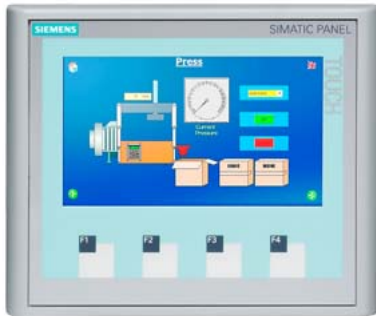 SIEMENS
SIMATIC PANEL
TOUCH
Press
Current
Pressure
F1
F2
F3
F4